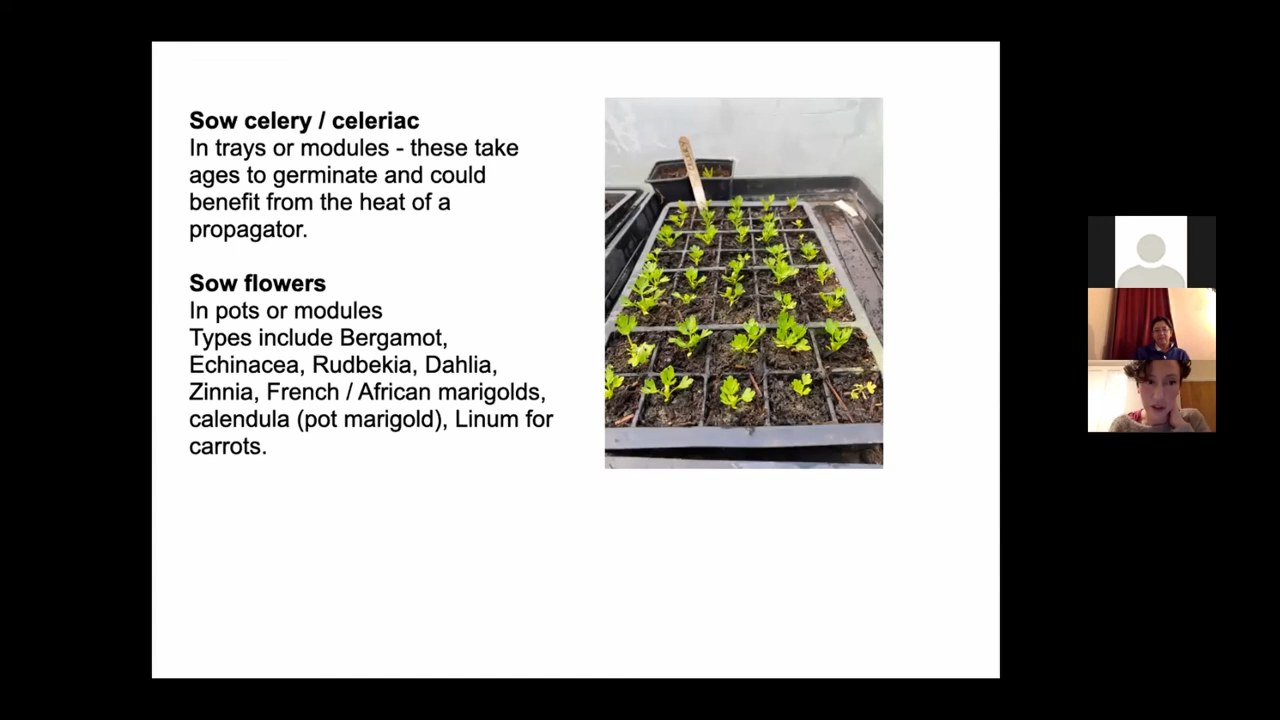 Sow celery / celeriac
In trays or modules - these take
ages to germinate and could
benefit from the heat of a
propagator.
Sow flowers
In pots or modules
Types include Bergamot,
Echinacea, Rudbekia, Dahlia,
Zinnia, French / African marigolds,
calendula (pot marigold), Linum for
carrots.